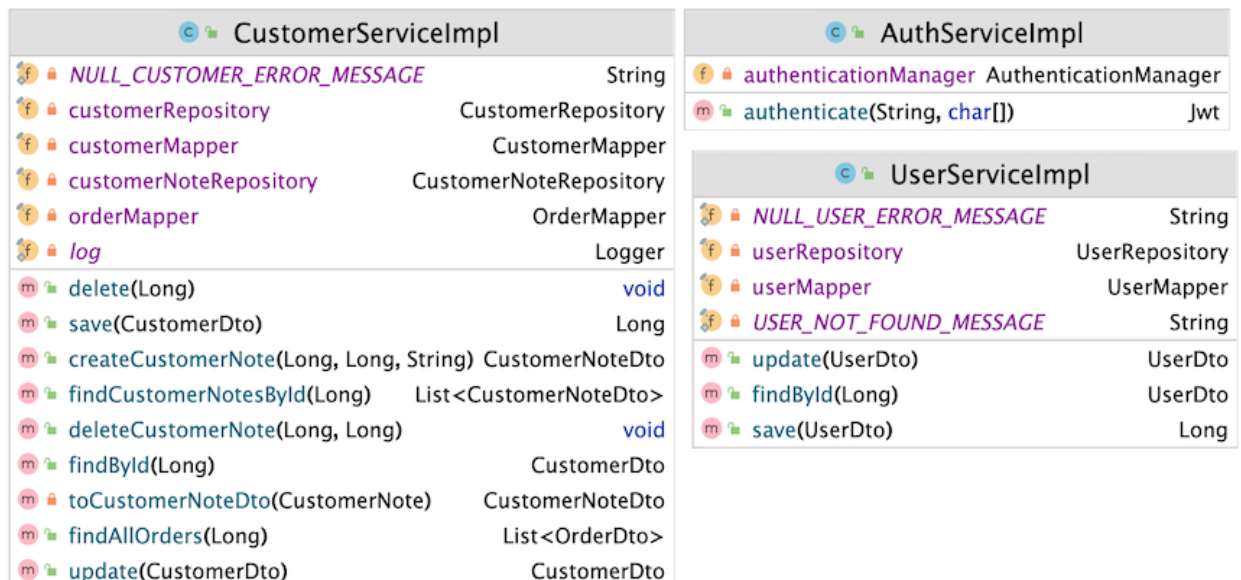 CustomerServiceImpl
NULL_CUSTOMER_ERROR_MESSAGE String
customerRepository CustomerRepository
customerMapper CustomerMapper
customerNoteRepository CustomerNoteRepository
orderMapper OrderMapper
log Logger
delete(Long) void
save(CustomerDto) Long
createCustomerNote(Long, Long, String) CustomerNoteDto
findCustomerNotesById(Long) List<CustomerNoteDto>
deleteCustomerNote(Long, Long) void
findById(Long) CustomerDto
toCustomerNoteDto(CustomerNote) CustomerNoteDto
findAllOrders(Long) List<OrderDto>
update(CustomerDto) CustomerDto
AuthServiceImpl
authenticationManager AuthenticationManager
authenticate(String, char[]) Jwt
UserServiceImpl
NULL_USER_ERROR_MESSAGE String
userRepository UserRepository
userMapper UserMapper
USER_NOT_FOUND_MESSAGE String
update(UserDto) UserDto
findById(Long) UserDto
save(UserDto) Long